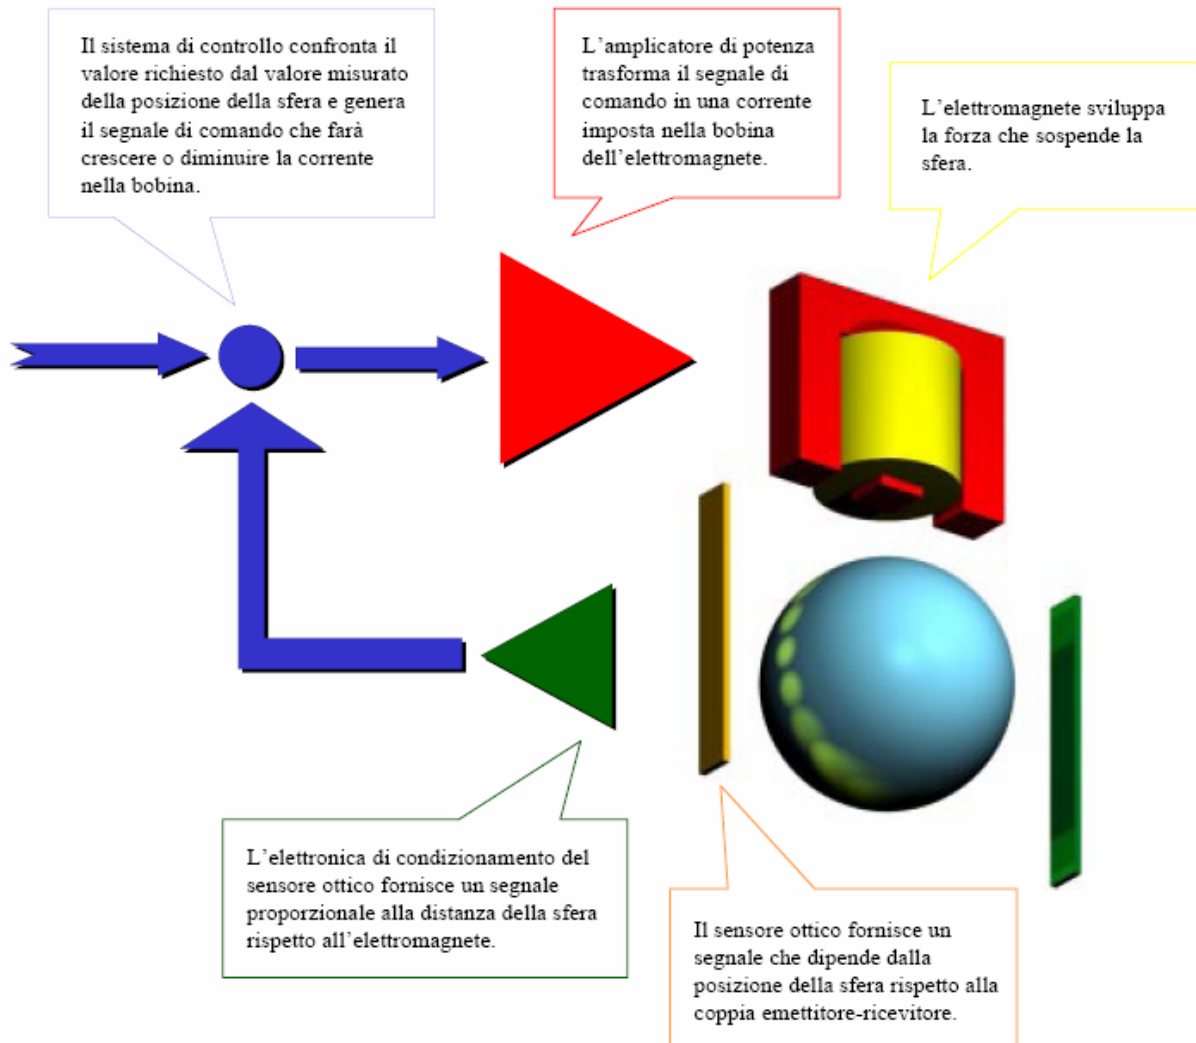 Il sistema di controllo confronta il
valore richiesto dal valore misurato
della posizione della sfera e genera
il segnale di comando che farà
crescere o diminuire la corrente
nella bobina.
L'amplicatore di potenza
trasforma il segnale di
comando in una corrente
imposta nella bobina
dell'elettromagnete.
L'elettromagnete sviluppa
la forza che sospende la
sfera.
L'elettronica di condizionamento del
sensore ottico fornisce un segnale
proporzionale alla distanza della sfera
rispetto all'elettromagnete.
Il sensore ottico fornisce un
segnale che dipende dalla
posizione della sfera rispetto alla
coppia emettitore-ricevitore.